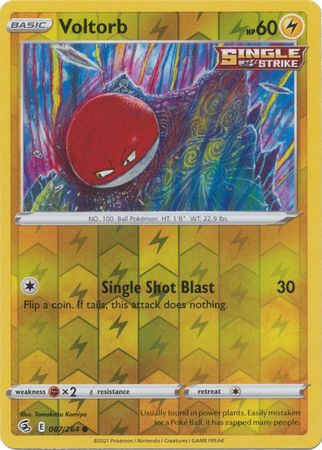 BASIC Voltorb HP60
SINGLE
STRIKE
NO. 100 Ball Pokémon HT: 1'8" WT: 22.9 lbs.
Single Shot Blast 30
Flip a coin. If tails, this attack does nothing.
weakness ×2 resistance retreat
Illus. Tomokazu Komiya
Usually found in power plants. Easily mistaken
for a Poké Ball, it has zapped many people.
E 087/264
©2021 Pokémon / Nintendo / Creatures / GAME FREAK